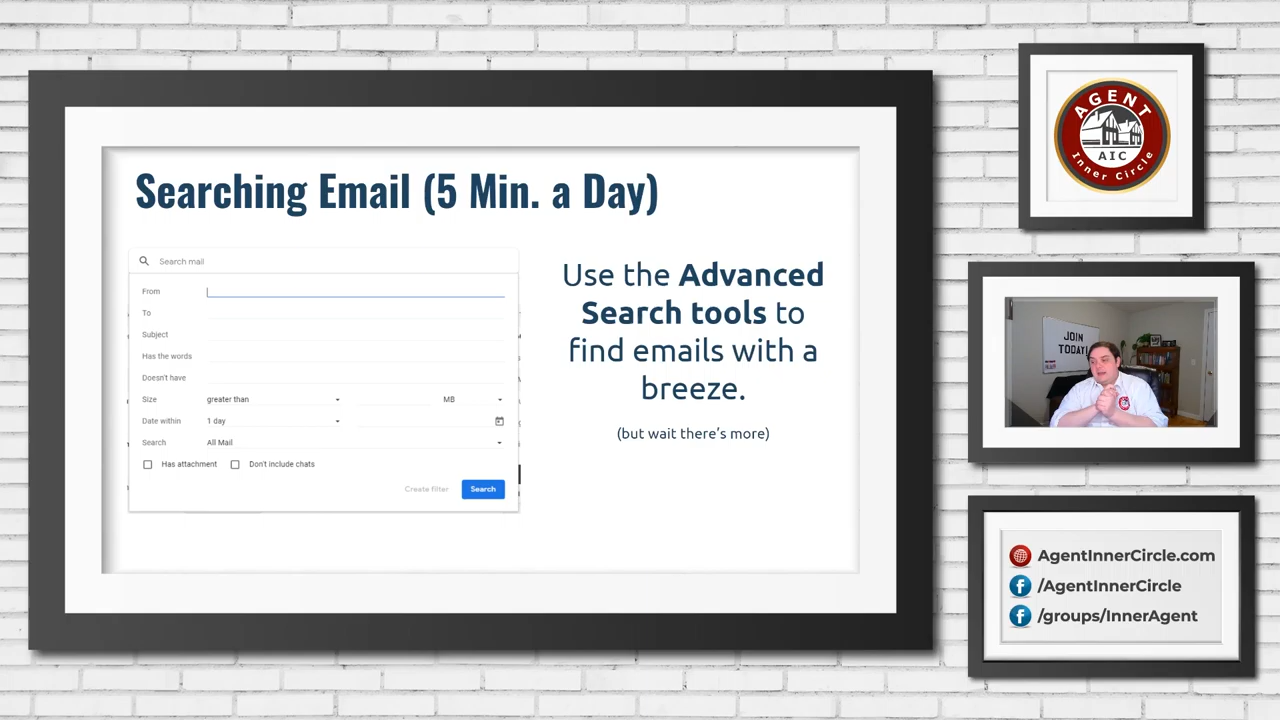 Searching Email (5 Min. a Day)
Search mail
From
To
Subject
Has the words
Doesn't have
Size greater than MB
Date within 1 day
Search All Mail
Has attachment Don't include chats
Create filter Search
Use the Advanced
Search tools to
find emails with a
breeze.
(but wait there's more)
AGENT
AIC
Inner Circle
JOIN
TODAY!
AgentInnerCircle.com
/AgentInnerCircle
/groups/InnerAgent